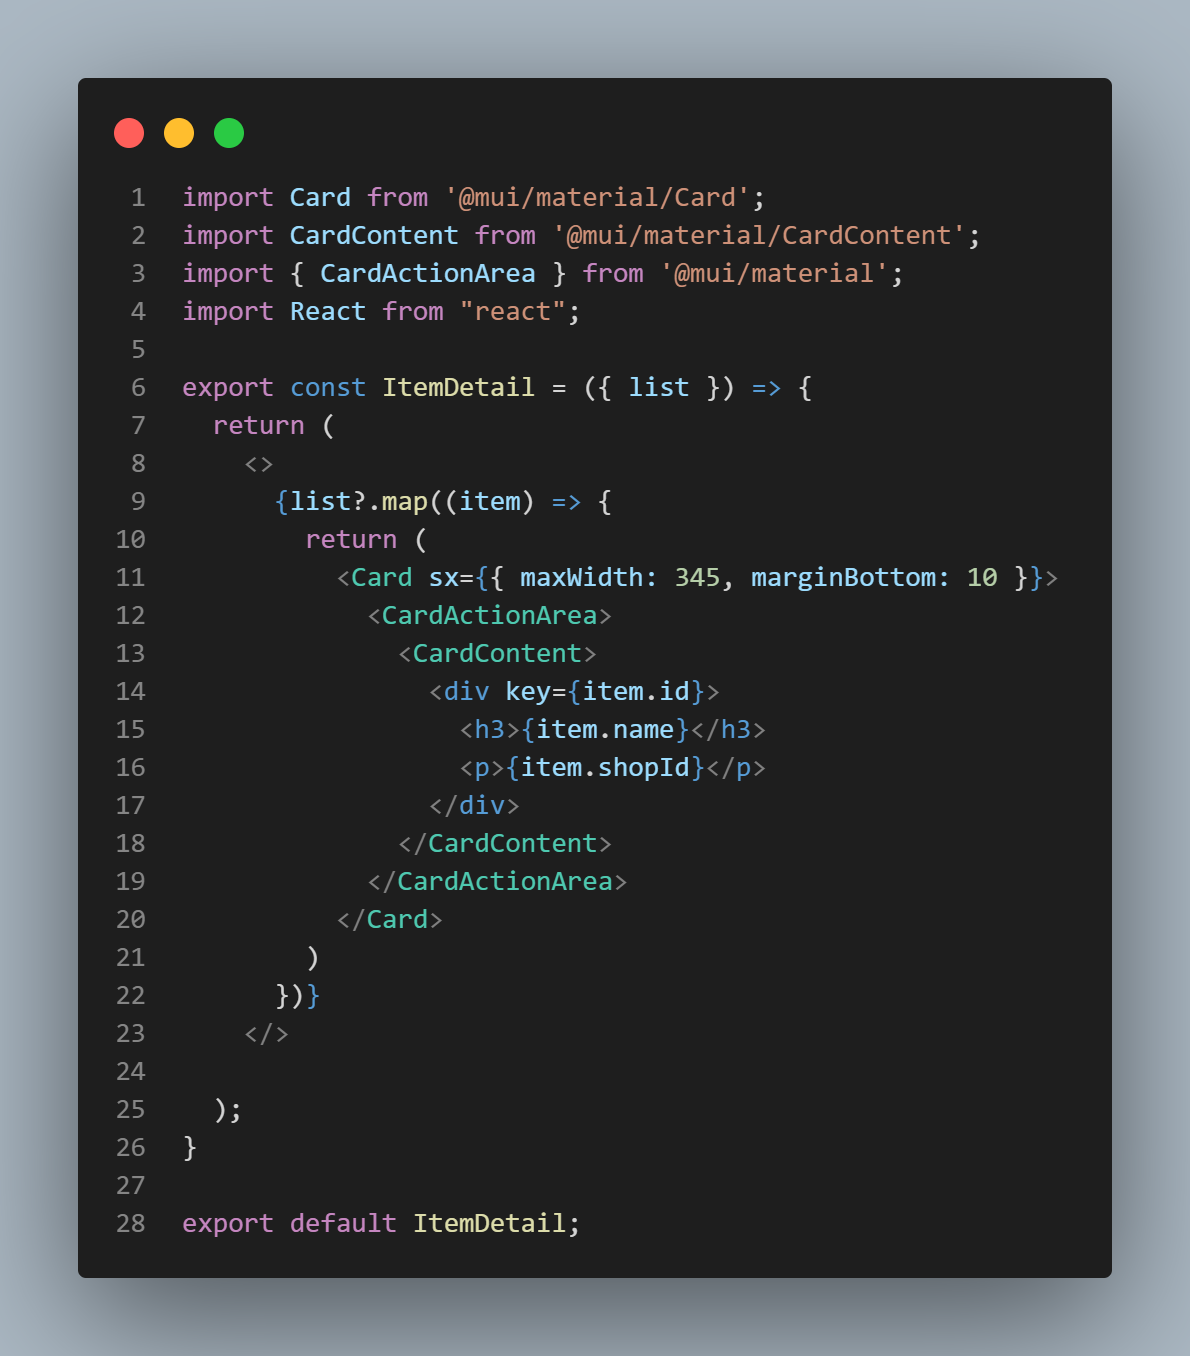 1 import Card from '@mui/material/Card';
2 import CardContent from '@mui/material/CardContent';
3 import { CardActionArea } from '@mui/material';
4 import React from "react";
5
6 export const ItemDetail = ({ list }) => {
7   return (
8     <>
9       {list?.map((item) => {
10         return (
11           <Card sx={{ maxWidth: 345, marginBottom: 10 }}>
12             <CardActionArea>
13               <CardContent>
14                 <div key={item.id}>
15                   <h3>{item.name}</h3>
16                   <p>{item.shopId}</p>
17                 </div>
18               </CardContent>
19             </CardActionArea>
20           </Card>
21         )
22       })}
23     </>
24
25   );
26 }
27
28 export default ItemDetail;